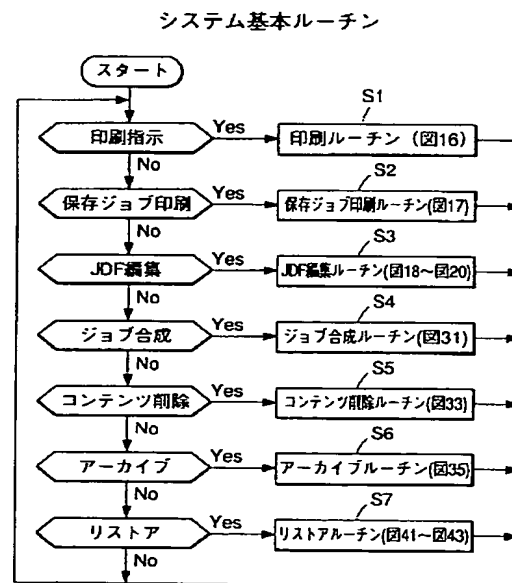 システム基本ルーチン
スタート
S1
印刷指示 Yes 印刷ルーチン（図16）
No
S2
保存ジョブ印刷 Yes 保存ジョブ印刷ルーチン(図17)
No
S3
JDF編集 Yes JDF編集ルーチン(図18〜図20)
No
S4
ジョブ合成 Yes ジョブ合成ルーチン(図31)
No
S5
コンテンツ削除 Yes コンテンツ削除ルーチン(図33)
No
S6
アーカイブ Yes アーカイブルーチン(図35)
No
S7
リストア Yes リストアルーチン(図41〜図43)
No